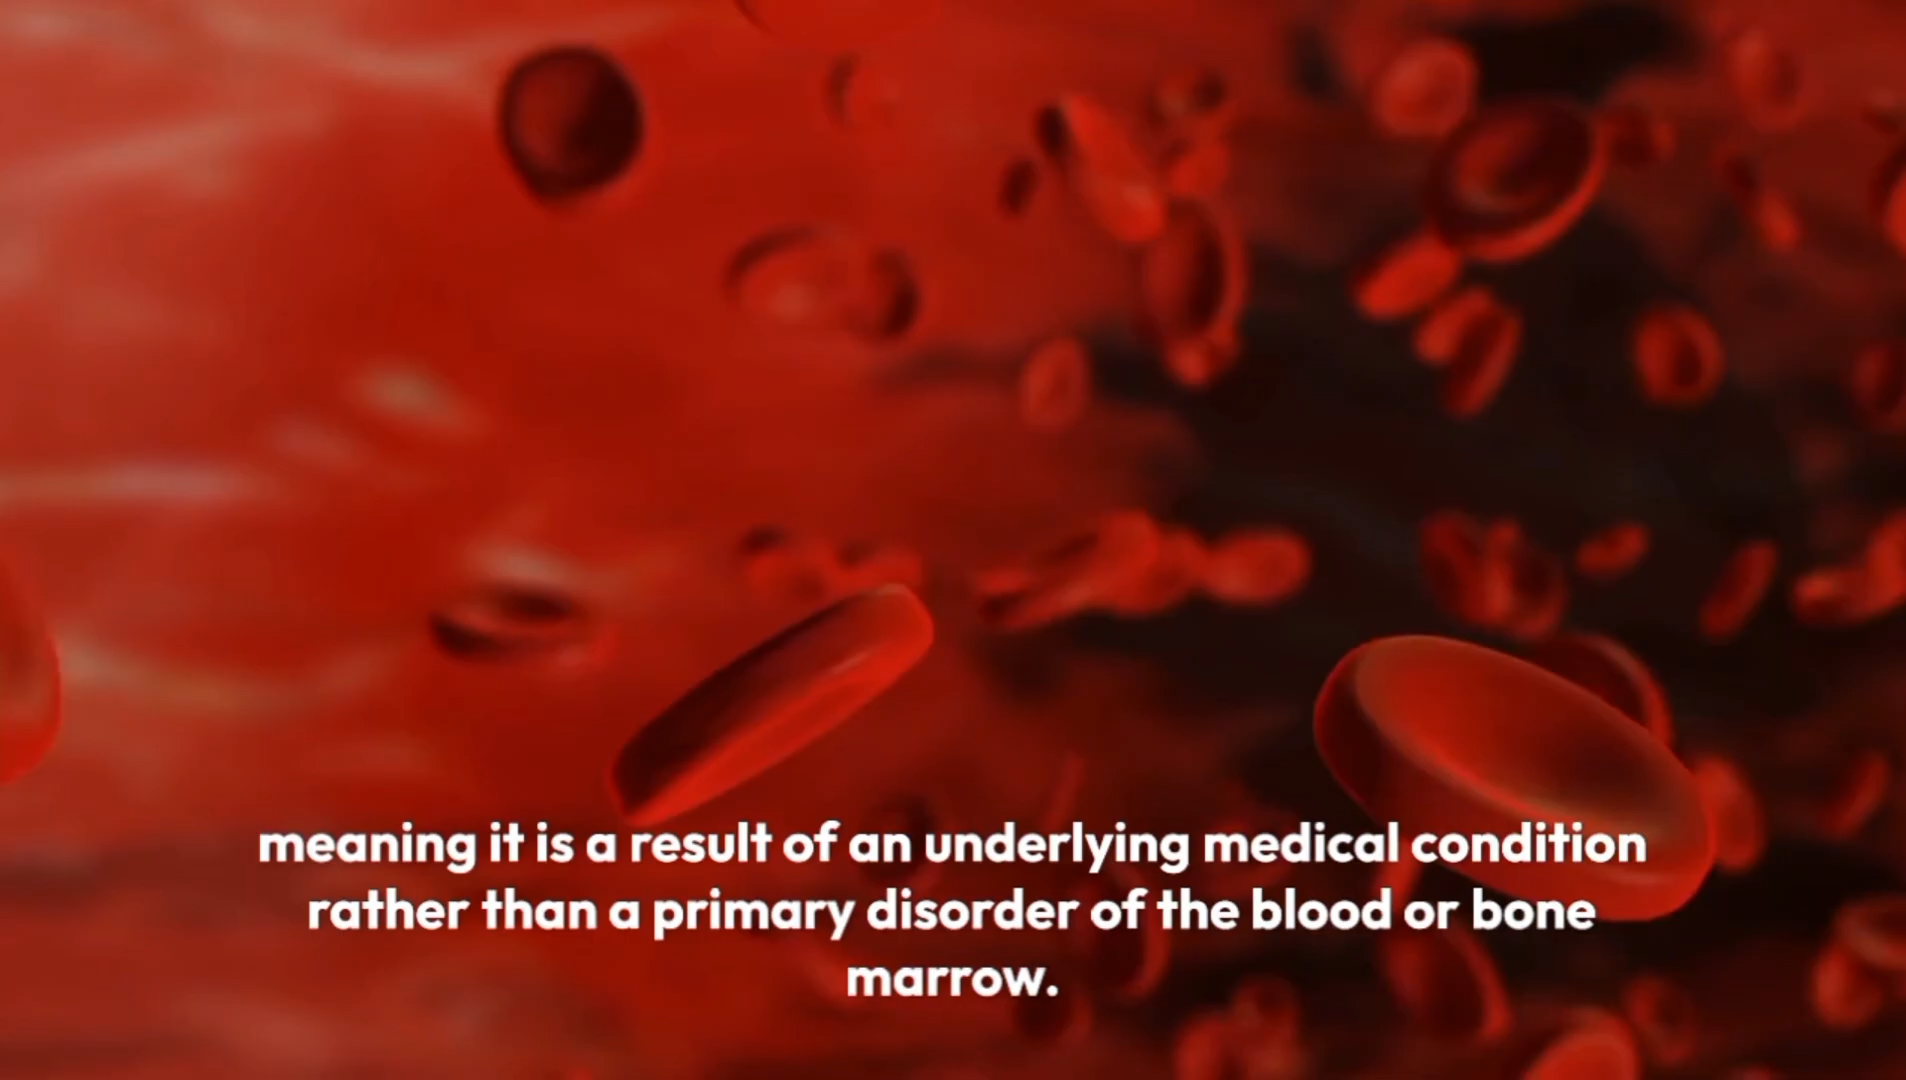 meaning it is a result of an underlying medical condition
rather than a primary disorder of the blood or bone
marrow.